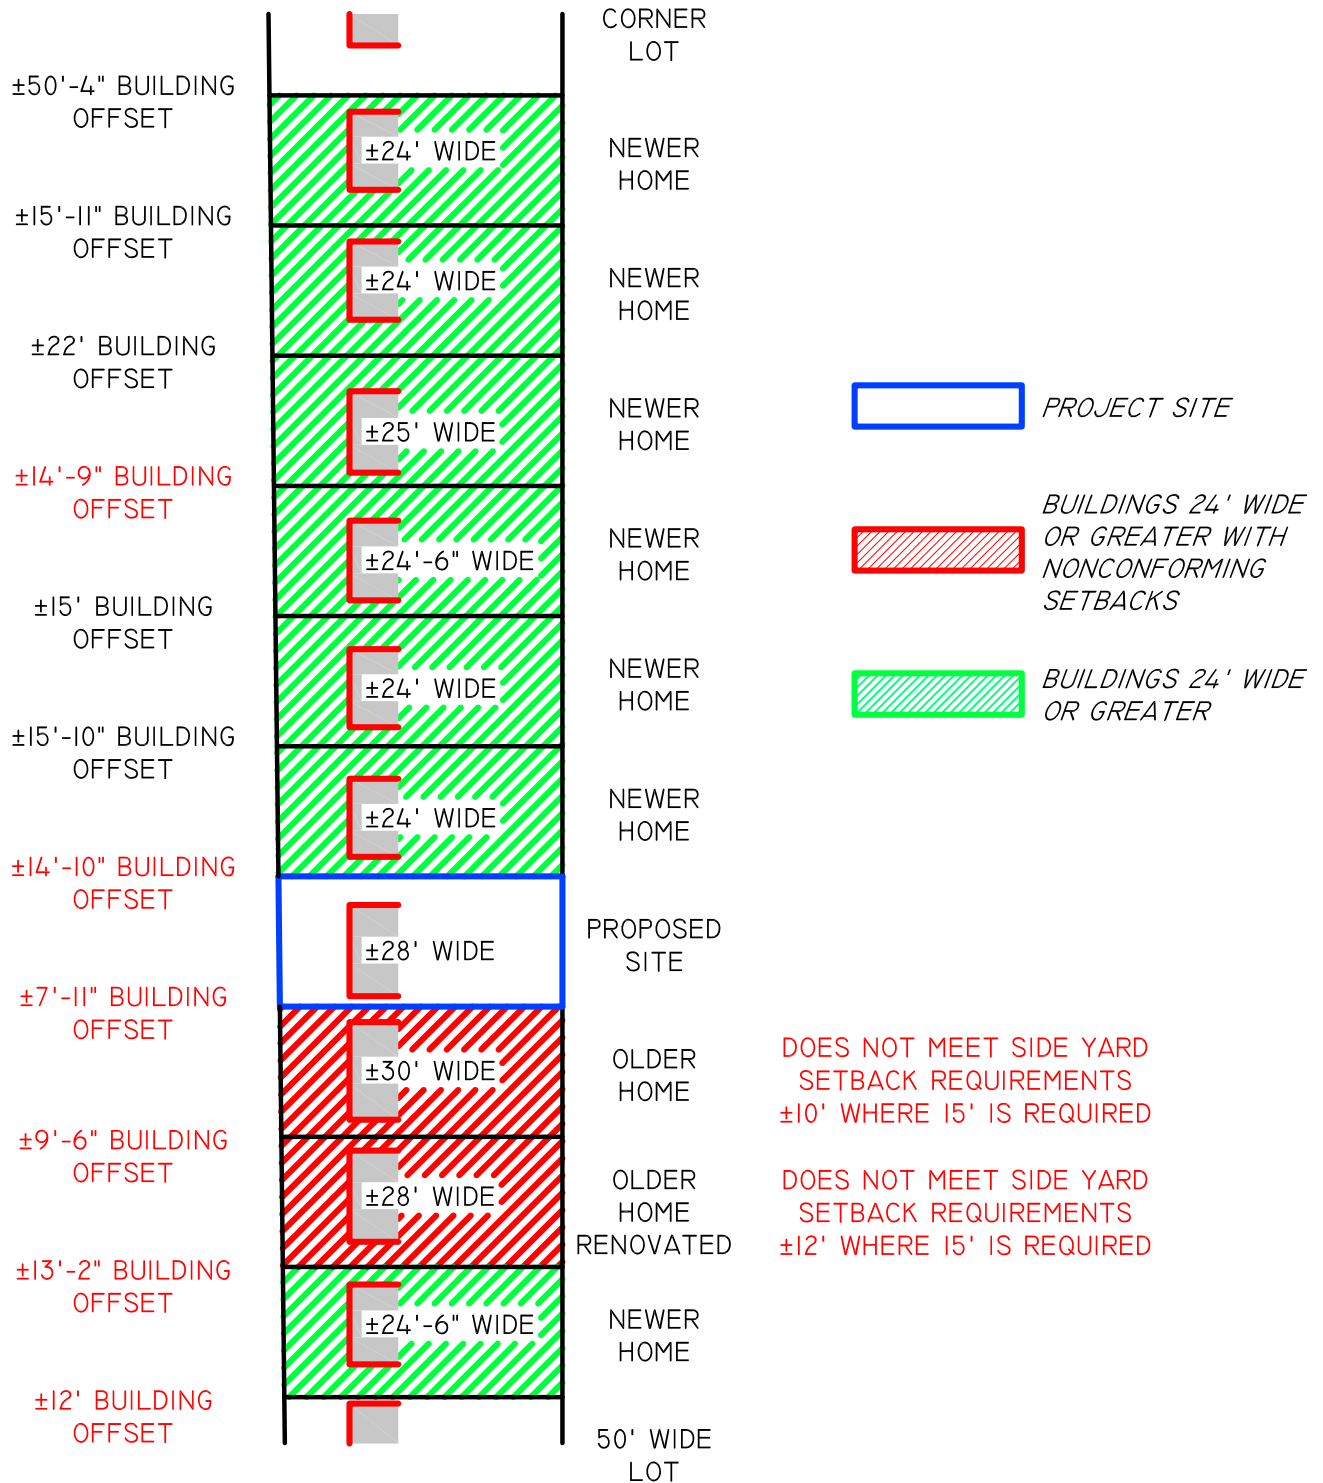 CORNER
LOT
±50'-4" BUILDING
OFFSET
±24' WIDE
NEWER
HOME
±15'-11" BUILDING
OFFSET
±24' WIDE
NEWER
HOME
±22' BUILDING
OFFSET
±25' WIDE
NEWER
HOME
±14'-9" BUILDING
OFFSET
±24'-6" WIDE
NEWER
HOME
±15' BUILDING
OFFSET
±24' WIDE
NEWER
HOME
±15'-10" BUILDING
OFFSET
±24' WIDE
NEWER
HOME
±14'-10" BUILDING
OFFSET
±28' WIDE
PROPOSED
SITE
±7'-11" BUILDING
OFFSET
±30' WIDE
OLDER
HOME
DOES NOT MEET SIDE YARD
SETBACK REQUIREMENTS
±10' WHERE 15' IS REQUIRED
±9'-6" BUILDING
OFFSET
±28' WIDE
OLDER
HOME
RENOVATED
DOES NOT MEET SIDE YARD
SETBACK REQUIREMENTS
±12' WHERE 15' IS REQUIRED
±13'-2" BUILDING
OFFSET
±24'-6" WIDE
NEWER
HOME
±12' BUILDING
OFFSET
50' WIDE
LOT
PROJECT SITE
BUILDINGS 24' WIDE
OR GREATER WITH
NONCONFORMING
SETBACKS
BUILDINGS 24' WIDE
OR GREATER